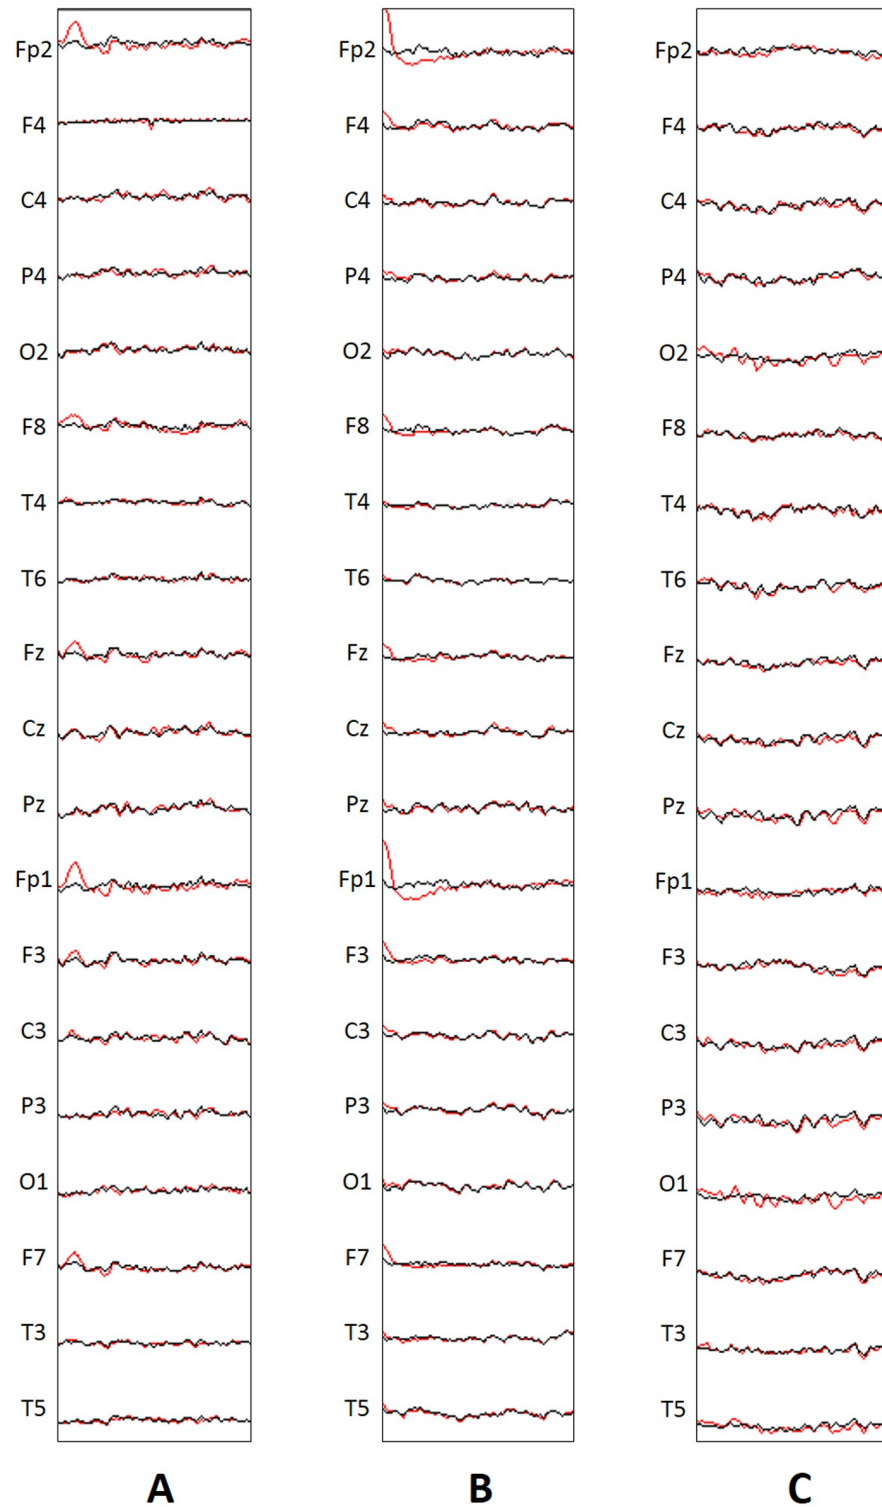 Fp2 Fp2 Fp2
F4 F4 F4
C4 C4 C4
P4 P4 P4
O2 O2 O2
F8 F8 F8
T4 T4 T4
T6 T6 T6
Fz Fz Fz
Cz Cz Cz
Pz Pz Pz
Fp1 Fp1 Fp1
F3 F3 F3
C3 C3 C3
P3 P3 P3
O1 O1 O1
F7 F7 F7
T3 T3 T3
T5 T5 T5
A B C